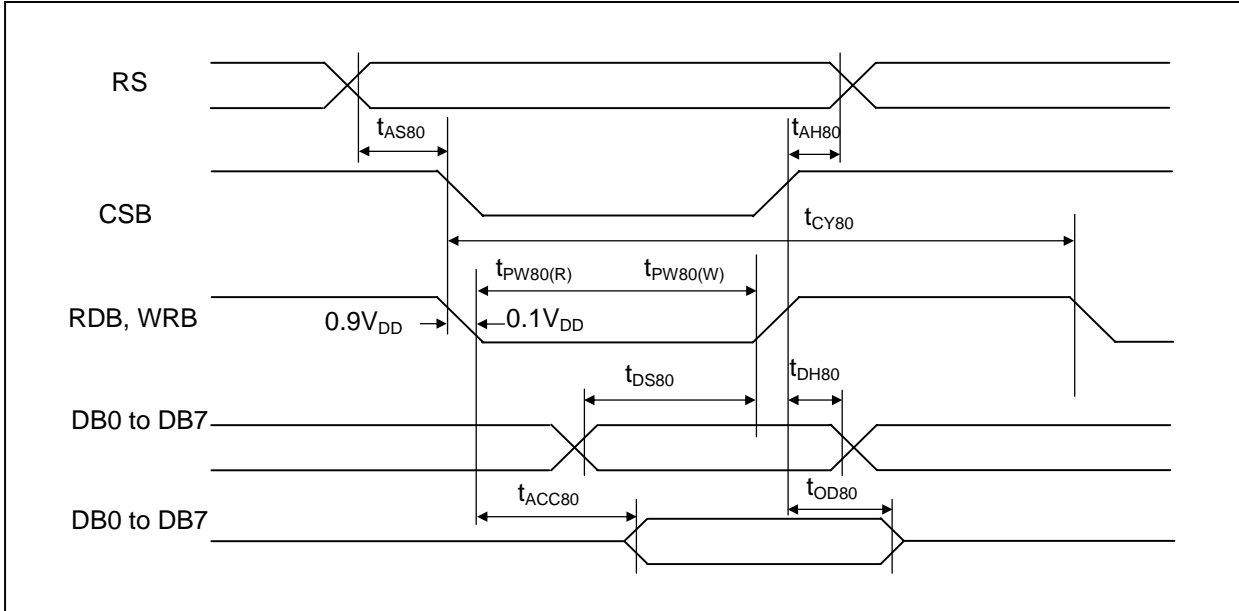 RS
tAS80
tAH80
CSB
tCY80
tPW80(R) tPW80(W)
RDB, WRB
0.9VDD
0.1VDD
tDS80
tDH80
DB0 to DB7
tACC80
tOD80
DB0 to DB7